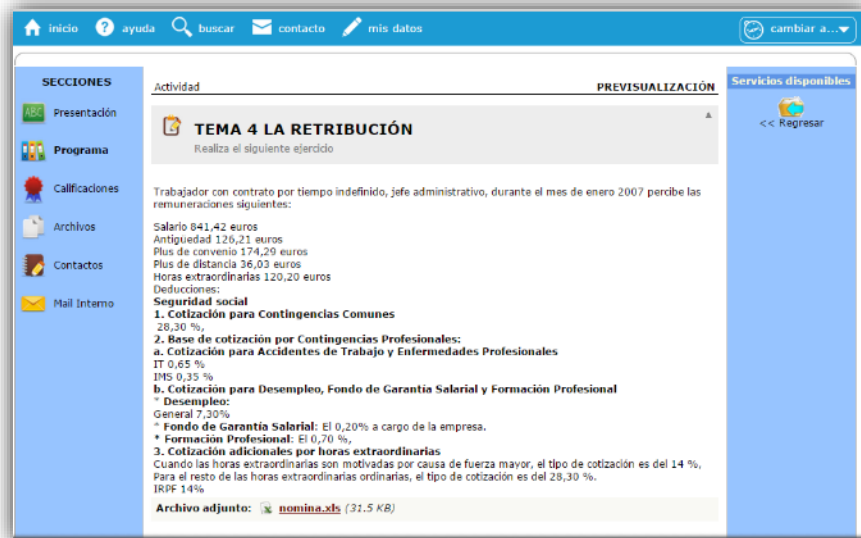 inicio ayuda buscar contacto mis datos cambiar a...
SECCIONES
Presentación
Programa
Calificaciones
Archivos
Contactos
Mail Interno
Actividad PREVISUALIZACIÓN
TEMA 4 LA RETRIBUCIÓN
Realiza el siguiente ejercicio
Trabajador con contrato por tiempo indefinido, jefe administrativo, durante el mes de enero 2007 percibe las
remuneraciones siguientes:
Salario 841,42 euros
Antigüedad 126,21 euros
Plus de convenio 174,29 euros
Plus de distancia 36,03 euros
Horas extraordinarias 120,20 euros
Deducciones:
Seguridad social
1. Cotización para Contingencias Comunes
28,30 %,
2. Base de cotización por Contingencias Profesionales:
a. Cotización para Accidentes de Trabajo y Enfermedades Profesionales
IT 0,65 %
IMS 0,35 %
b. Cotización para Desempleo, Fondo de Garantía Salarial y Formación Profesional
* Desempleo:
General 7,30%
* Fondo de Garantía Salarial: El 0,20% a cargo de la empresa.
* Formación Profesional: El 0,70 %,
3. Cotización adicionales por horas extraordinarias
Cuando las horas extraordinarias son motivadas por causa de fuerza mayor, el tipo de cotización es del 14 %,
Para el resto de las horas extraordinarias ordinarias, el tipo de cotización es del 28,30 %.
IRPF 14%
Archivo adjunto: nomina.xls (31.5 KB)
Servicios disponibles
<< Regresar